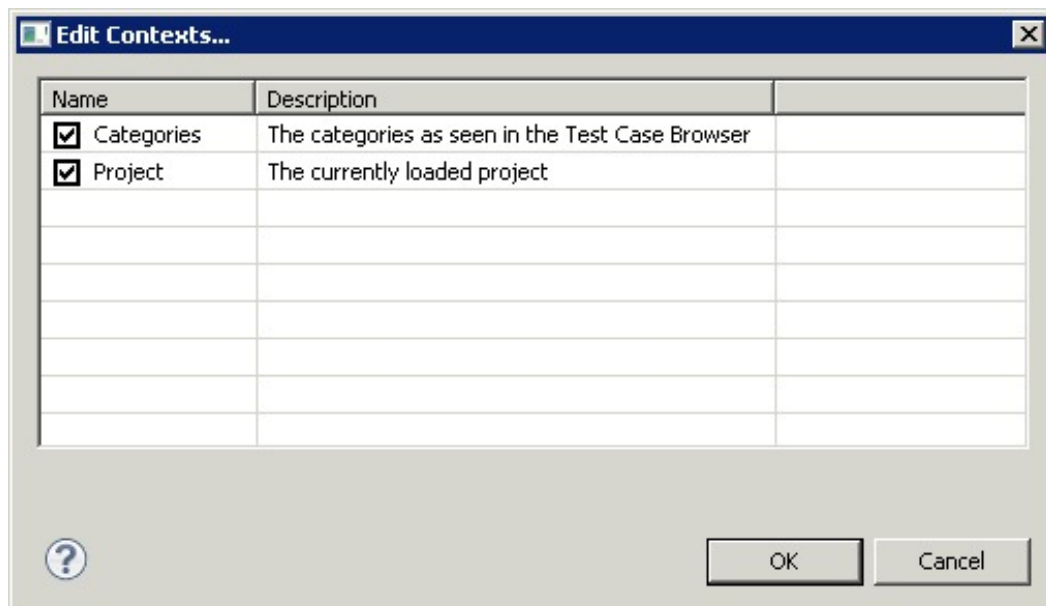 Edit Contexts...
Name Description
Categories The categories as seen in the Test Case Browser
Project The currently loaded project
?
OK Cancel